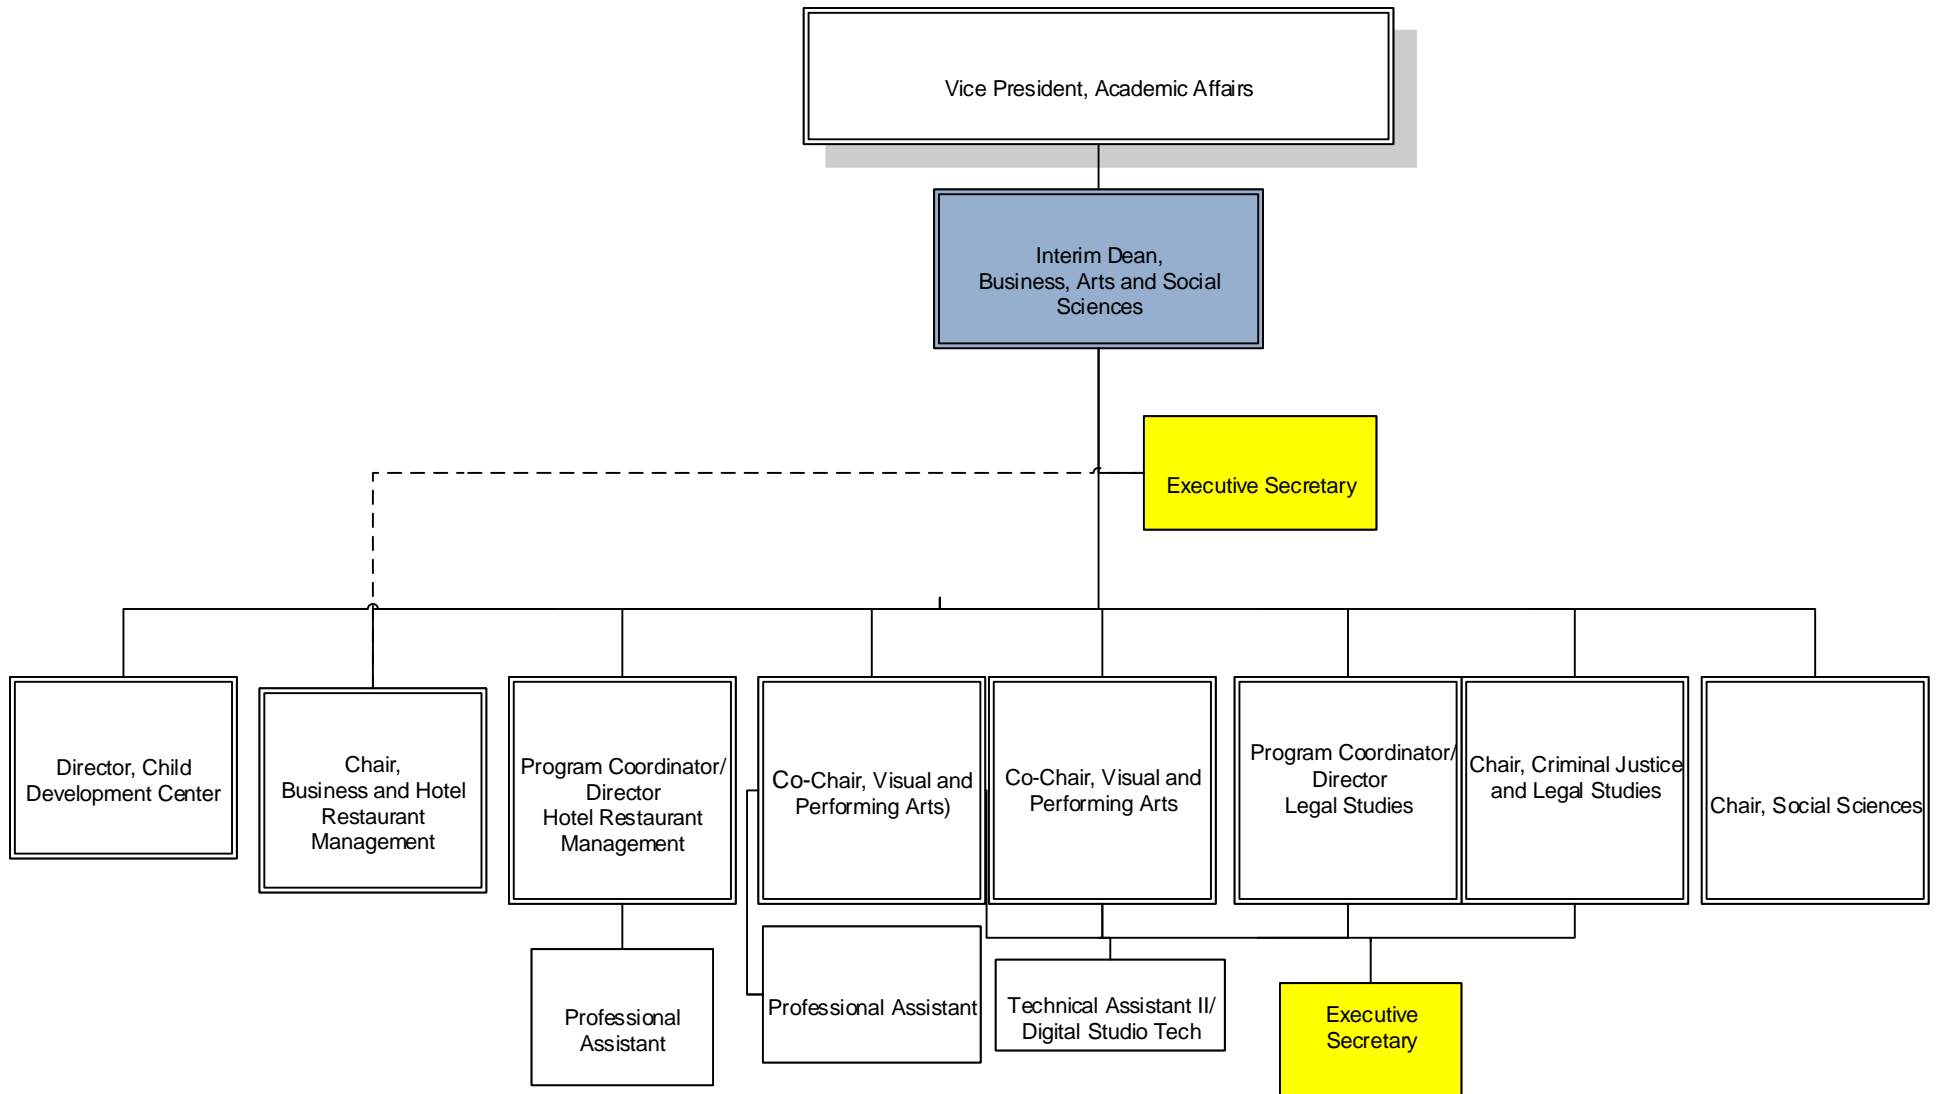 Vice President, Academic Affairs
Interim Dean,
Business, Arts and Social
Sciences
Executive Secretary
Director, Child
Development Center
Chair,
Business and Hotel
Restaurant
Management
Program Coordinator/
Director
Hotel Restaurant
Management
Co-Chair, Visual and
Performing Arts)
Co-Chair, Visual and
Performing Arts
Program Coordinator/
Director
Legal Studies
Chair, Criminal Justice
and Legal Studies
Chair, Social Sciences
Professional
Assistant
Professional Assistant
Technical Assistant II/
Digital Studio Tech
Executive
Secretary